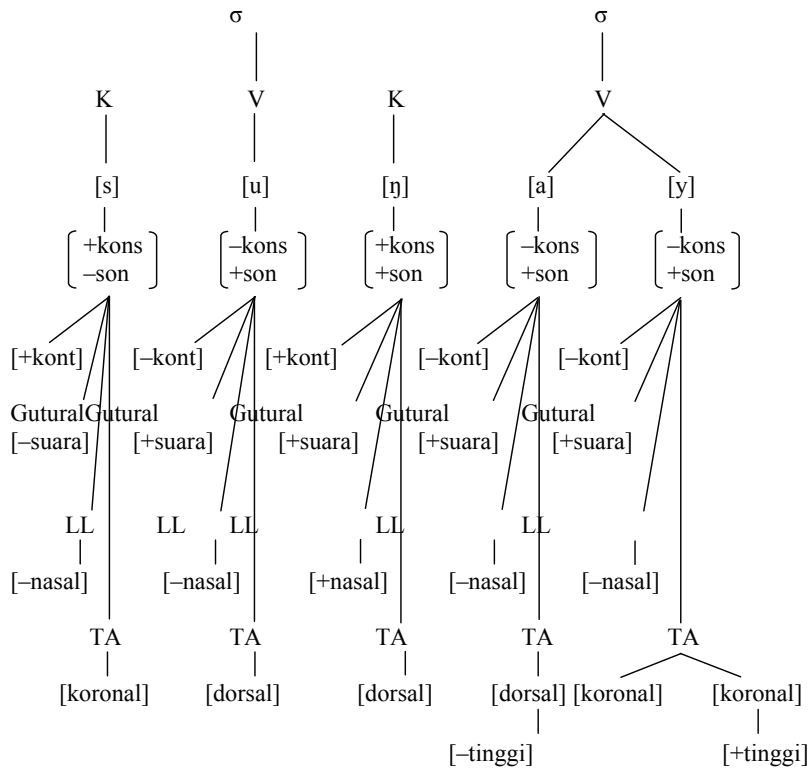 σ σ
K V K V
[s] [u] [ŋ] [a] [y]
+kons –kons +kons –kons –kons
–son +son +son +son +son
[+kont] [–kont] [+kont] [–kont] [–kont]
GuturalGutural Gutural Gutural Gutural
[–suara] [+suara] [+suara] [+suara] [+suara]
LL LL LL LL LL
[–nasal] [–nasal] [+nasal] [–nasal] [–nasal]
TA TA TA TA TA
[koronal] [dorsal] [dorsal] [dorsal] [koronal] [koronal]
[–tinggi] [+tinggi]